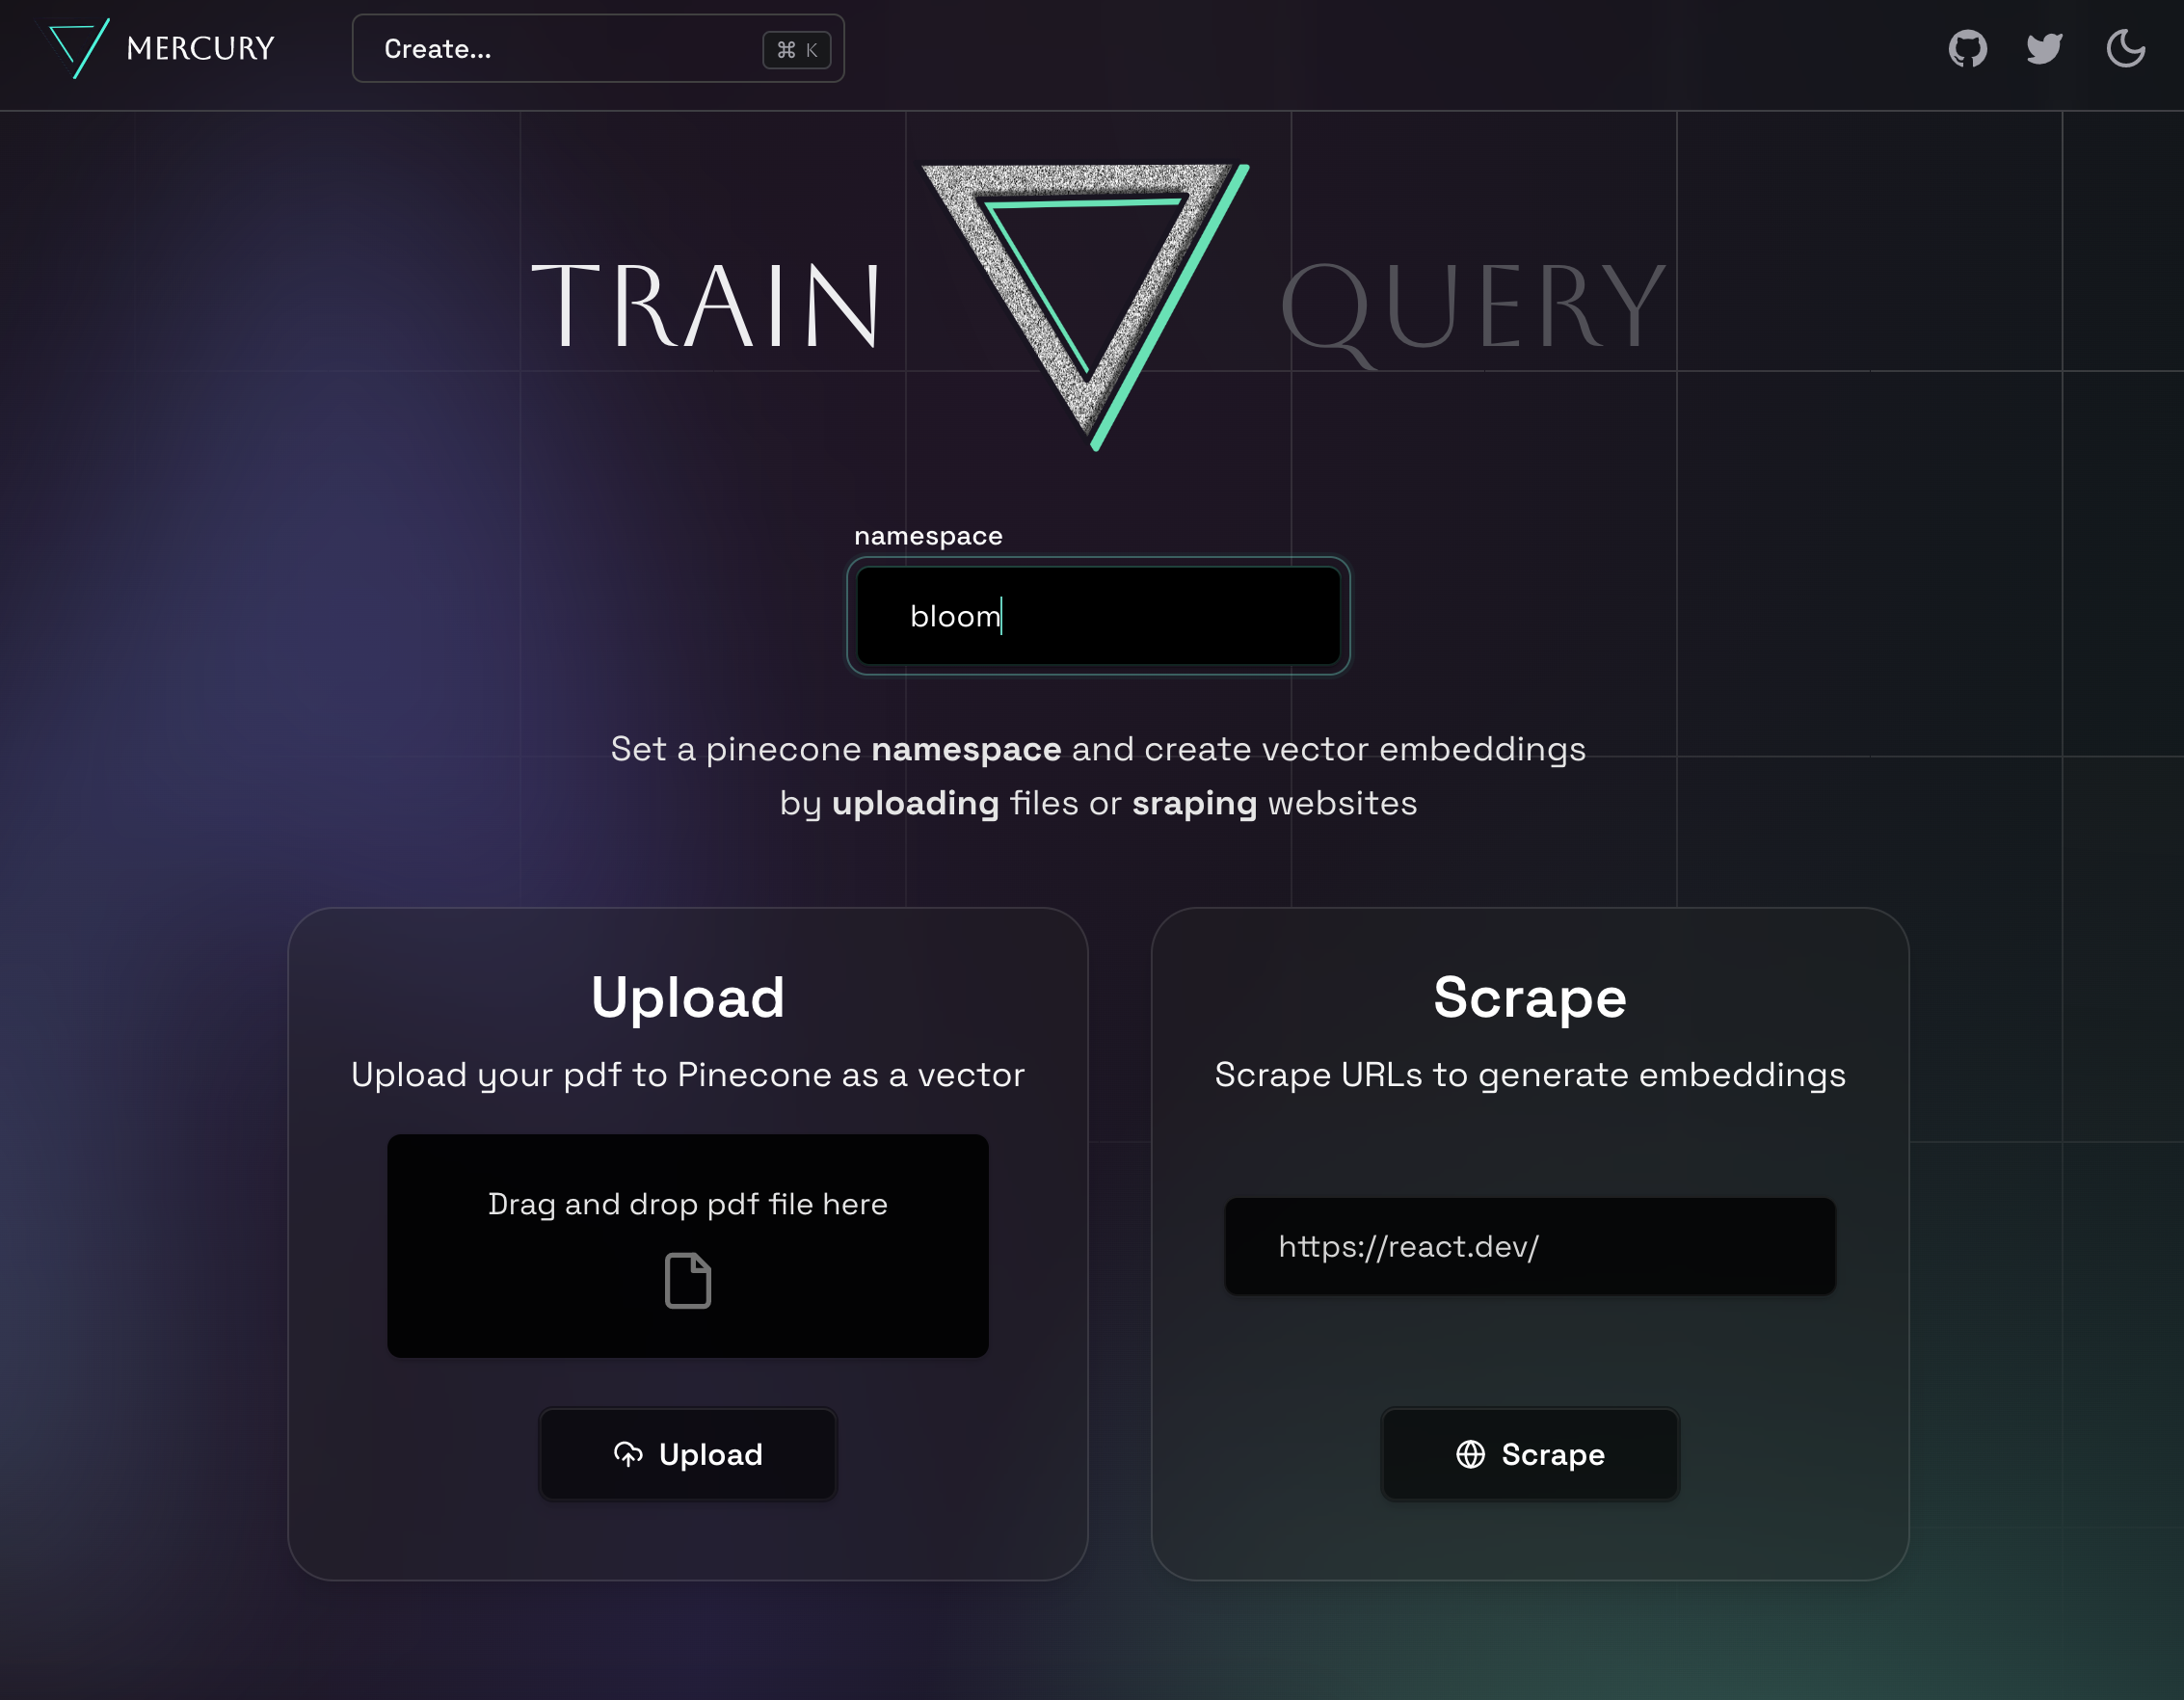 MERCURY
Create...
⌘ K
TRAIN
QUERY
namespace
bloom
Set a pinecone namespace and create vector embeddings
by uploading files or sraping websites
Upload
Upload your pdf to Pinecone as a vector
Drag and drop pdf file here
Upload
Scrape
Scrape URLs to generate embeddings
https://react.dev/
Scrape